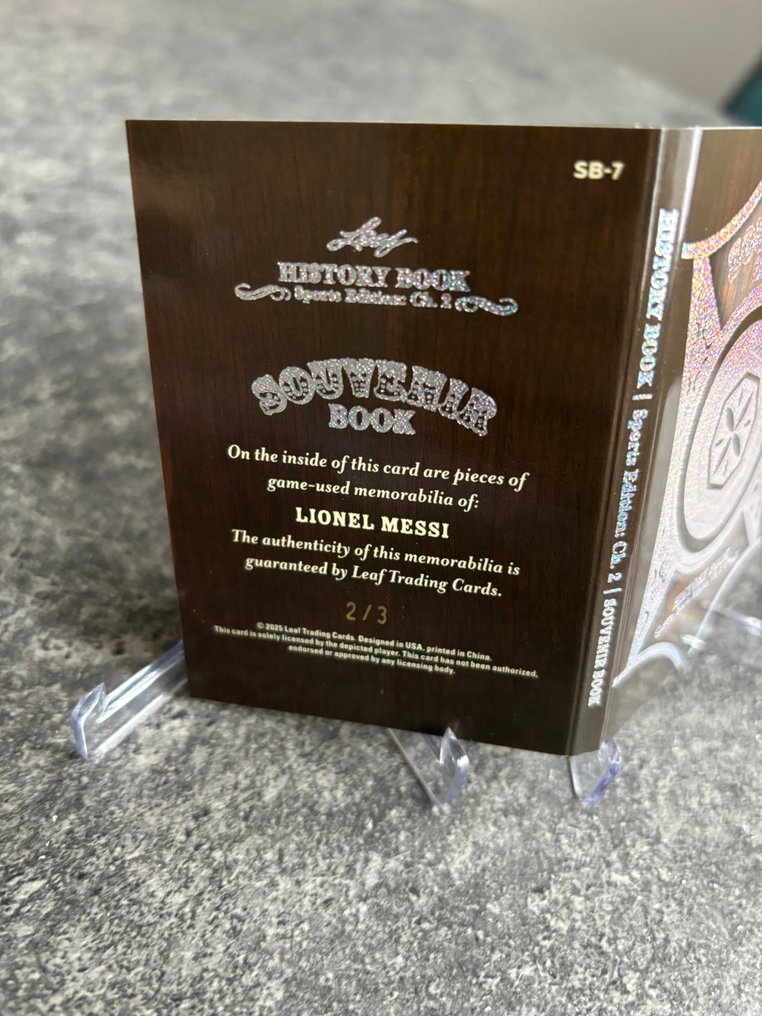 SB-7
Leaf
HISTORY BOOK
Sports Edition: Ch. 2
SOUVENIR
BOOK
On the inside of this card are pieces of
game-used memorabilia of:
LIONEL MESSI
The authenticity of this memorabilia is
guaranteed by Leaf Trading Cards.
2/3
© 2025 Leaf Trading Cards. Designed in USA, printed in China.
This card is solely licensed by the depicted player. This card has not been authorized,
endorsed or approved by any licensing body.
HISTORY BOOK | Sports Edition: Ch. 2 | SOUVENIR BOOK